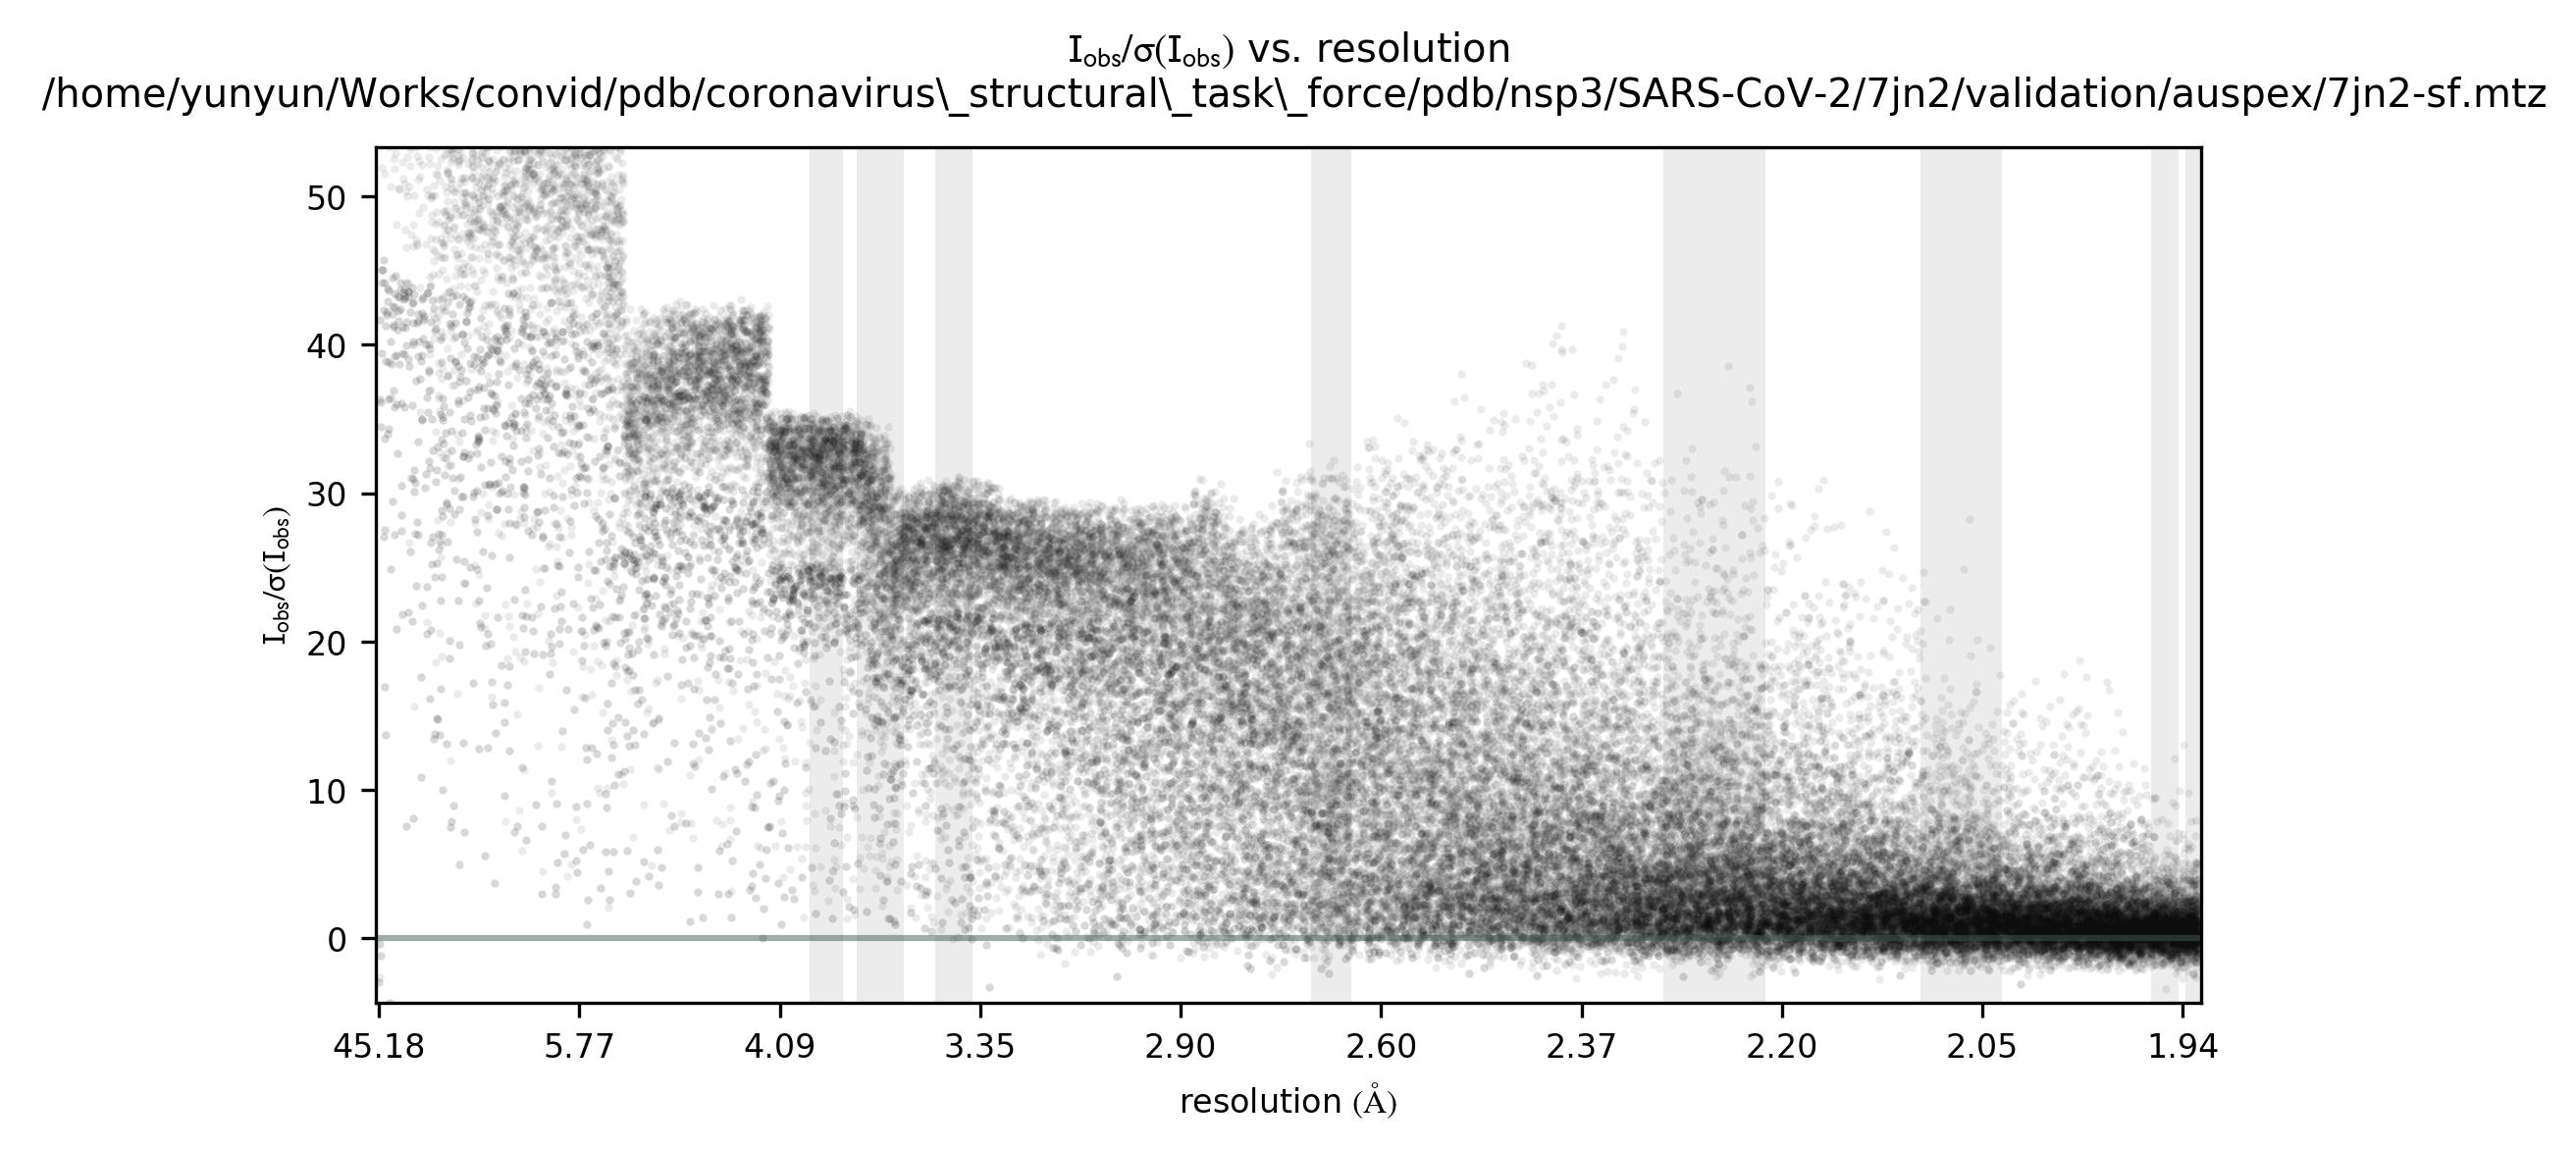 Iobs/σ(Iobs) vs. resolution
/home/yunyun/Works/convid/pdb/coronavirus\_structural\_task\_force/pdb/nsp3/SARS-CoV-2/7jn2/validation/auspex/7jn2-sf.mtz
50
40
30
20
10
0
Iobs/σ(Iobs)
45.18 5.77 4.09 3.35 2.90 2.60 2.37 2.20 2.05 1.94
resolution (Å)